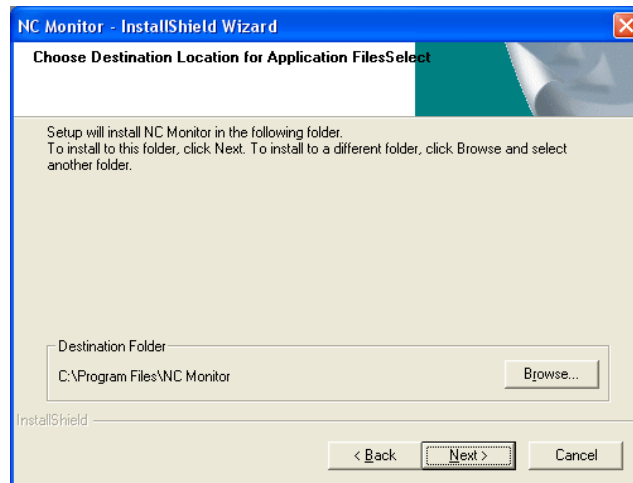 NC Monitor - InstallShield Wizard
Choose Destination Location for Application FilesSelect
Setup will install NC Monitor in the following folder.
To install to this folder, click Next. To install to a different folder, click Browse and select
another folder.
Destination Folder
C:\Program Files\NC Monitor
Browse...
InstallShield
< Back
Next >
Cancel